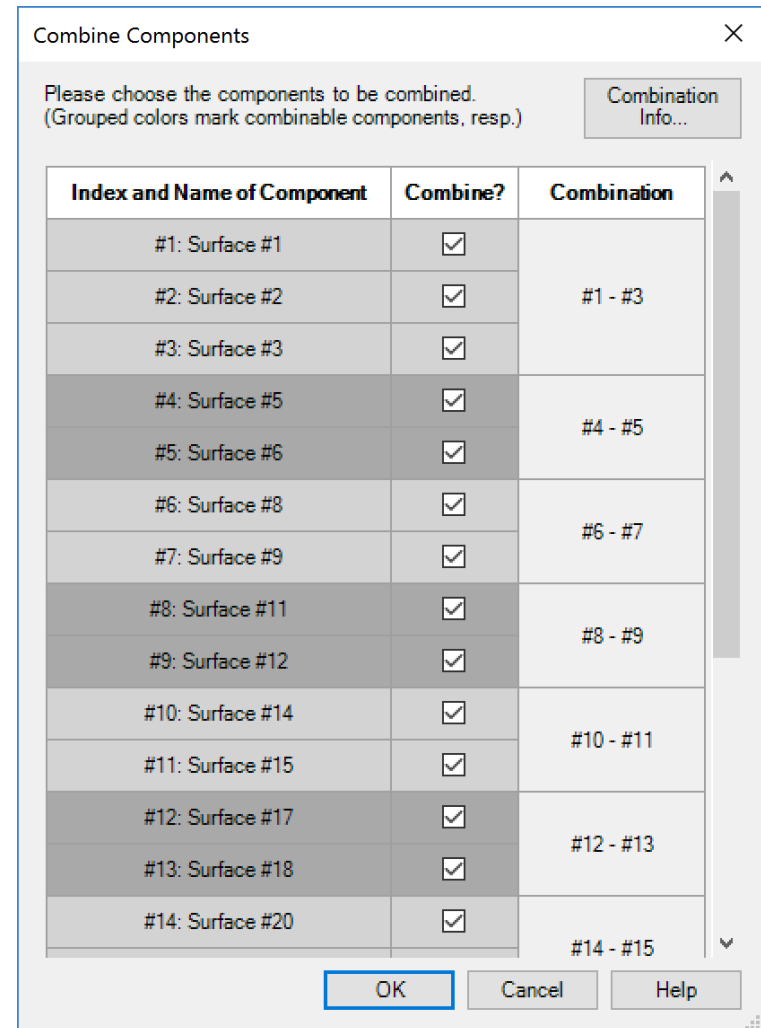 Combine Components
Please choose the components to be combined.
(Grouped colors mark combinable components, resp.)
Combination
Info...
Index and Name of Component Combine? Combination
#1: Surface #1
#2: Surface #2 #1 - #3
#3: Surface #3
#4: Surface #5
#4 - #5
#5: Surface #6
#6: Surface #8
#6 - #7
#7: Surface #9
#8: Surface #11
#8 - #9
#9: Surface #12
#10: Surface #14
#10 - #11
#11: Surface #15
#12: Surface #17
#12 - #13
#13: Surface #18
#14: Surface #20
#14 - #15
OK Cancel Help